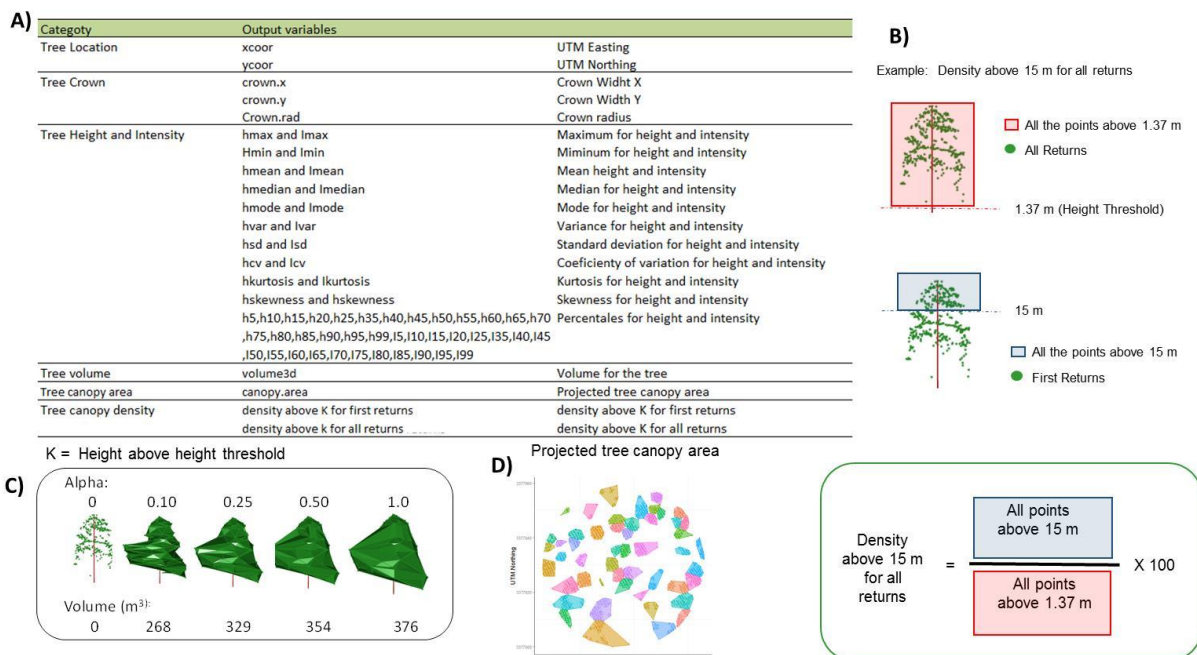 A)
Categoty Output variables
Tree Location xcoor UTM Easting
ycoor UTM Northing
Tree Crown crown.x Crown Widht X
crown.y Crown Width Y
Crown.rad Crown radius
Tree Height and Intensity hmax and Imax Maximum for height and intensity
Hmin and Imin Miminum for height and intensity
hmean and Imean Mean height and intensity
hmedian and Imedian Median for height and intensity
hmode and Imode Mode for height and intensity
hvar and Ivar Variance for height and intensity
hsd and Isd Standard deviation for height and intensity
hcv and Icv Coeficienty of variation for height and intensity
hkurtosis and Ikurtosis Kurtosis for height and intensity
hskewness and hskewness Skewness for height and intensity
h5,h10,h15,h20,h25,h35,h40,h45,h50,h55,h60,h65,h70 Percentales for height and intensity
,h75,h80,h85,h90,h95,h99,I5,I10,I15,I20,I25,I35,I40,I45
,I50,I55,I60,I65,I70,I75,I80,I85,I90,I95,I99
Tree volume volume3d Volume for the tree
Tree canopy area canopy.area Projected tree canopy area
Tree canopy density density above K for first returns density above K for first returns
density above k for all returns density above K for all returns
K = Height above height threshold
B)
Example: Density above 15 m for all returns
All the points above 1.37 m
All Returns
1.37 m (Height Threshold)
15 m
All the points above 15 m
First Returns
C)
Alpha:
0 0.10 0.25 0.50 1.0
Volume (m³):
0 268 329 354 376
D)
Projected tree canopy area
UTM Northing
Density
above 15 m
for all
returns
=
All points
above 15 m
All points
above 1.37 m
X 100